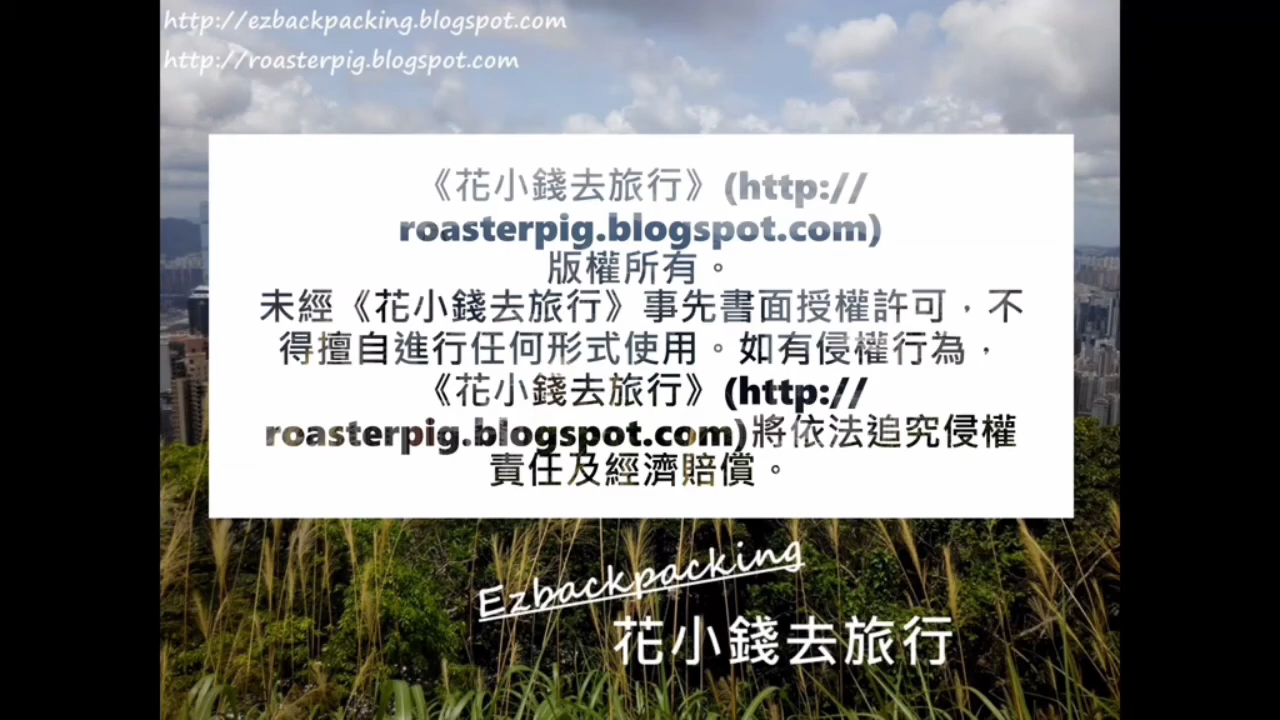 http://ezbackpacking.blogspot.com
http://roasterpig.blogspot.com
《花小錢去旅行》(http://
roasterpig.blogspot.com)
版權所有。
未經《花小錢去旅行》事先書面授權許可，不
得擅自進行任何形式使用。如有侵權行為，
《花小錢去旅行》(http://
roasterpig.blogspot.com)將依法追究侵權
責任及經濟賠償。
Ezbackpacking
花小錢去旅行